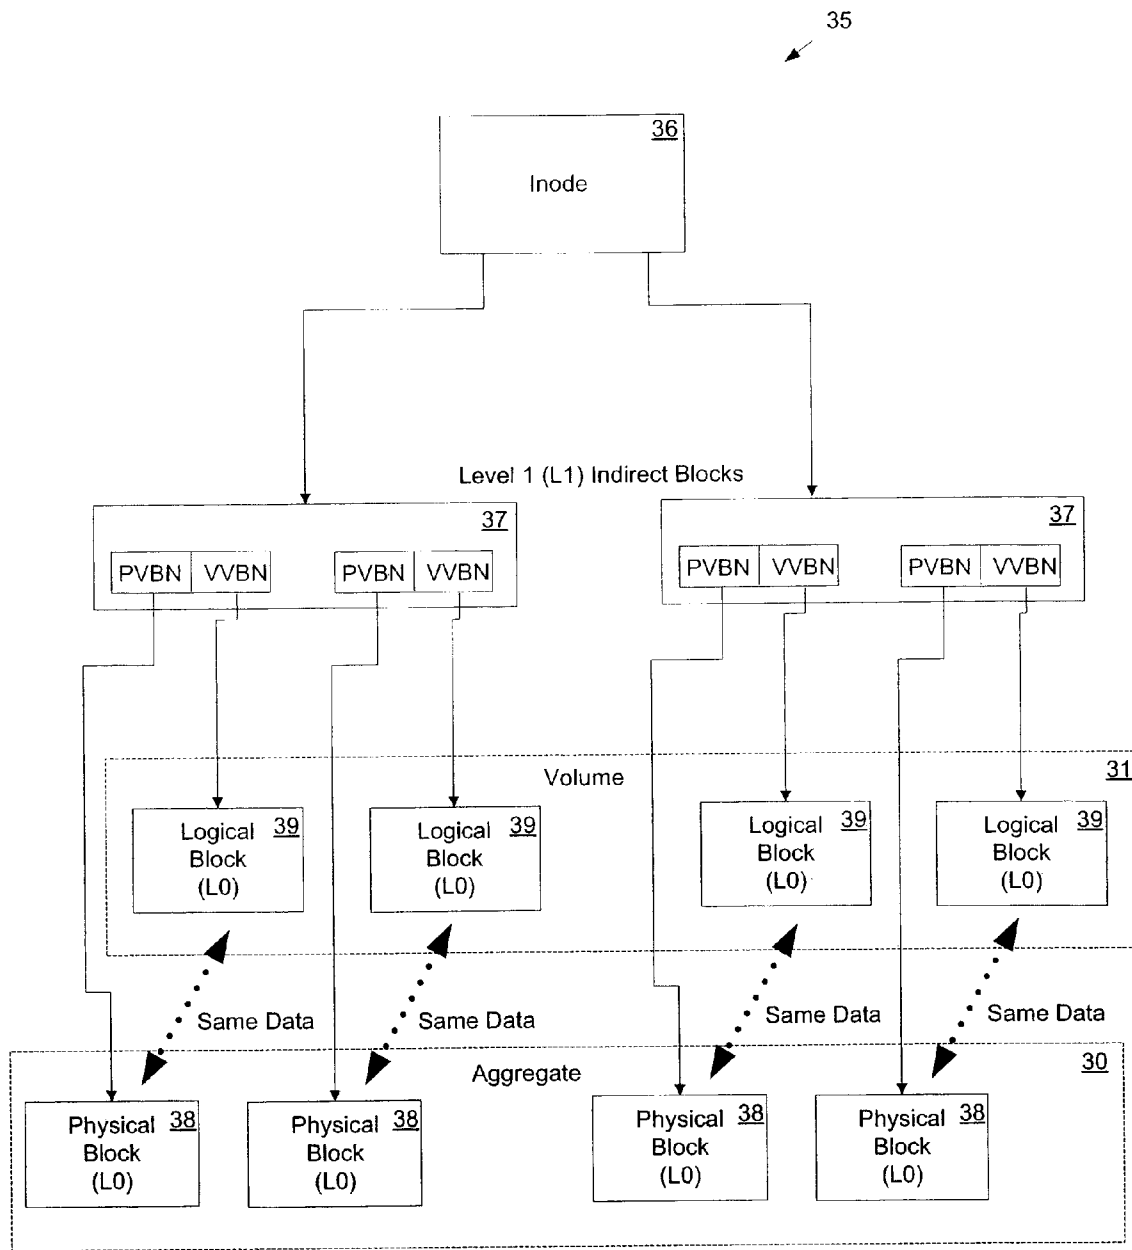 35
36
Inode
Level 1 (L1) Indirect Blocks
37
37
PVBN VVBN PVBN VVBN
PVBN VVBN PVBN VVBN
Volume
31
Logical Block (L0)
39
Logical Block (L0)
39
Logical Block (L0)
39
Logical Block (L0)
39
Same Data
Same Data
Same Data
Same Data
Aggregate
30
Physical Block (L0)
38
Physical Block (L0)
38
Physical Block (L0)
38
Physical Block (L0)
38